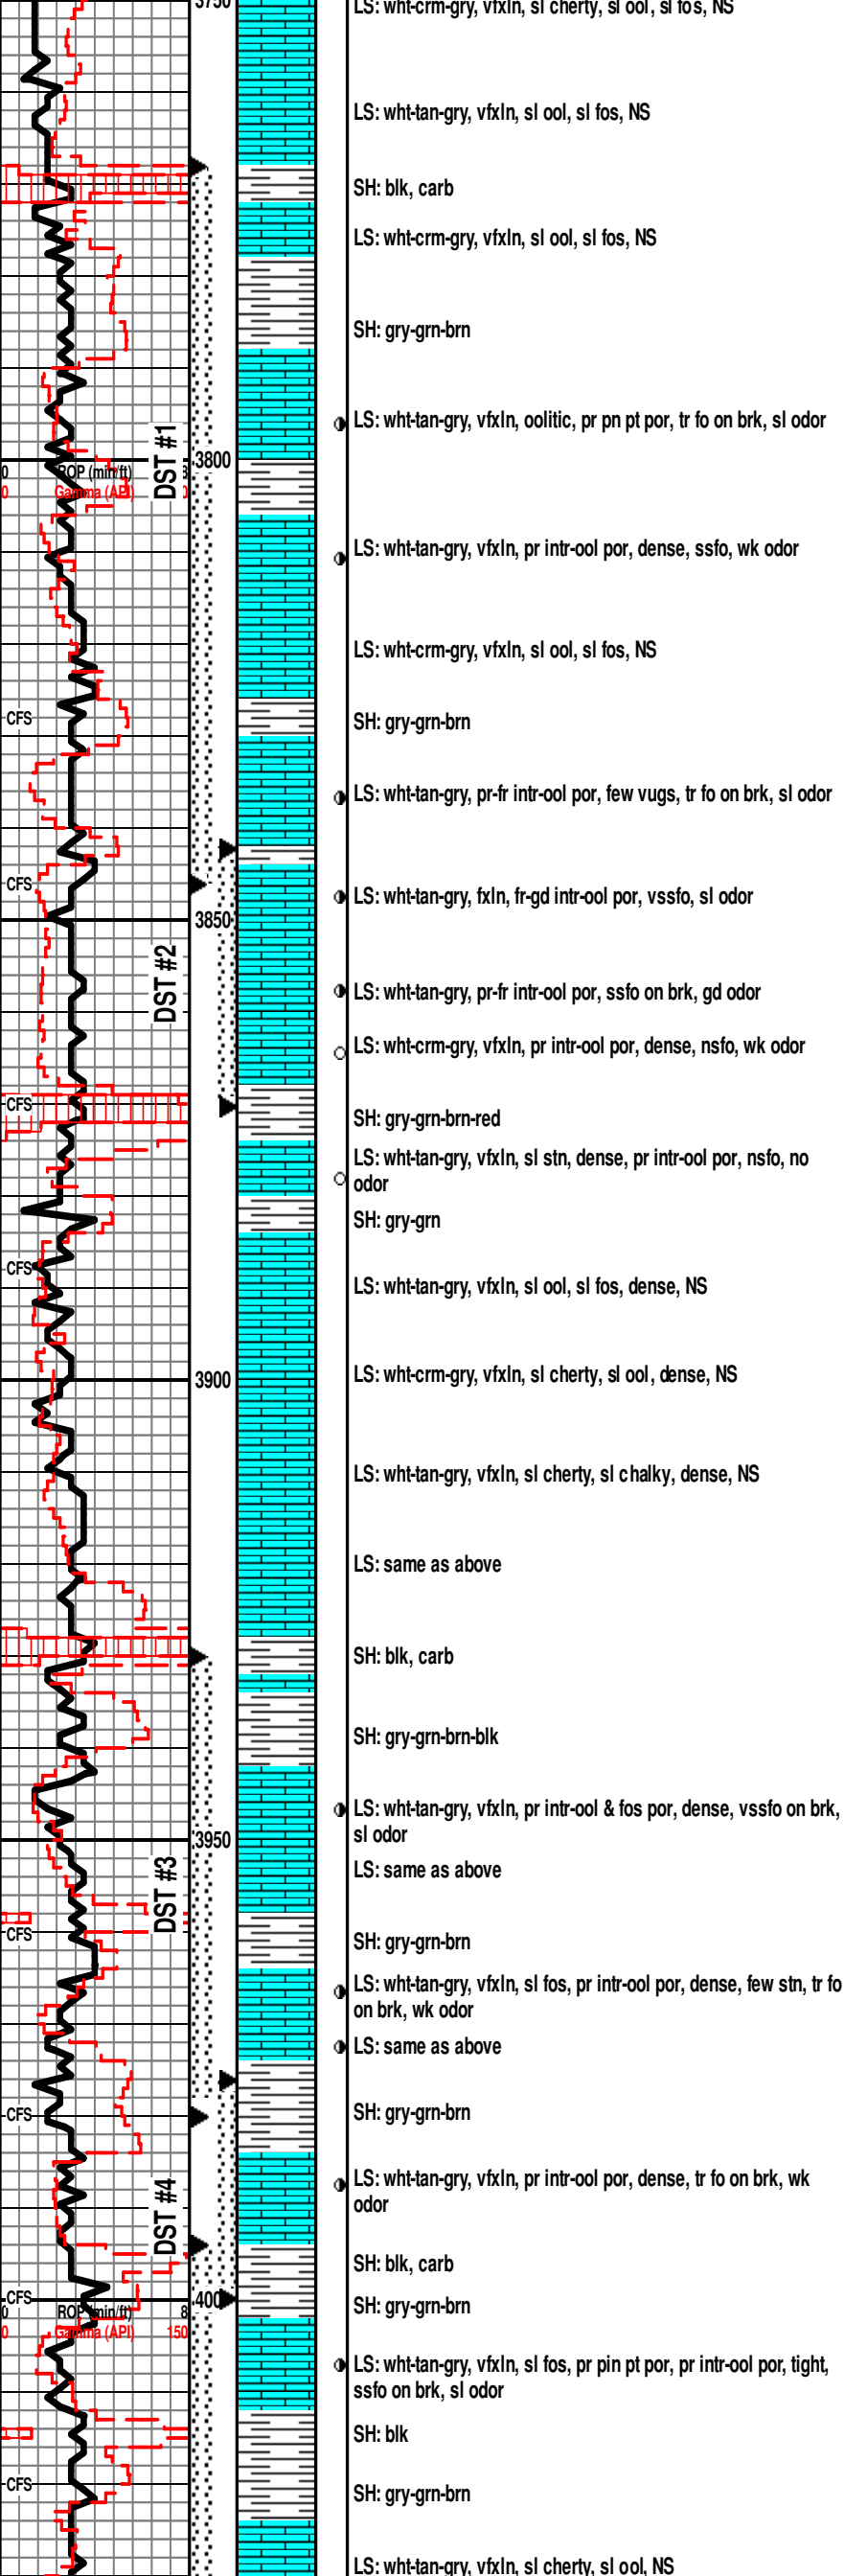 3750
LS: wht-crm-gry, vfxln, sl cherty, sl ool, sl fos, NS
LS: wht-tan-gry, vfxln, sl ool, sl fos, NS
SH: blk, carb
LS: wht-crm-gry, vfxln, sl ool, sl fos, NS
SH: gry-grn-brn
LS: wht-tan-gry, vfxln, oolitic, pr pn pt por, tr fo on brk, sl odor
DST #1
3800
0 ROP (min/ft) 8
0 Gamma (API)
LS: wht-tan-gry, vfxln, pr intr-ool por, dense, ssfo, wk odor
LS: wht-crm-gry, vfxln, sl ool, sl fos, NS
CFS
SH: gry-grn-brn
LS: wht-tan-gry, pr-fr intr-ool por, few vugs, tr fo on brk, sl odor
CFS
LS: wht-tan-gry, fxln, fr-gd intr-ool por, vssfo, sl odor
3850
DST #2
LS: wht-tan-gry, pr-fr intr-ool por, ssfo on brk, gd odor
LS: wht-crm-gry, vfxln, pr intr-ool por, dense, nsfo, wk odor
CFS
SH: gry-grn-brn-red
LS: wht-tan-gry, vfxln, sl stn, dense, pr intr-ool por, nsfo, no
odor
SH: gry-grn
CFS
LS: wht-tan-gry, vfxln, sl ool, sl fos, dense, NS
3900
LS: wht-crm-gry, vfxln, sl cherty, sl ool, dense, NS
LS: wht-tan-gry, vfxln, sl cherty, sl chalky, dense, NS
LS: same as above
SH: blk, carb
SH: gry-grn-brn-blk
LS: wht-tan-gry, vfxln, pr intr-ool & fos por, dense, vssfo on brk,
sl odor
3950
LS: same as above
DST #3
CFS
SH: gry-grn-brn
LS: wht-tan-gry, vfxln, sl fos, pr intr-ool por, dense, few stn, tr fo
on brk, wk odor
LS: same as above
CFS
SH: gry-grn-brn
LS: wht-tan-gry, vfxln, pr intr-ool por, dense, tr fo on brk, wk
odor
DST #4
SH: blk, carb
CFS
400
SH: gry-grn-brn
0 ROP (min/ft) 8
0 Gamma (API) 150
LS: wht-tan-gry, vfxln, sl fos, pr pin pt por, pr intr-ool por, tight,
ssfo on brk, sl odor
SH: blk
CFS
SH: gry-grn-brn
LS: wht-tan-gry, vfxln, sl cherty, sl ool, NS